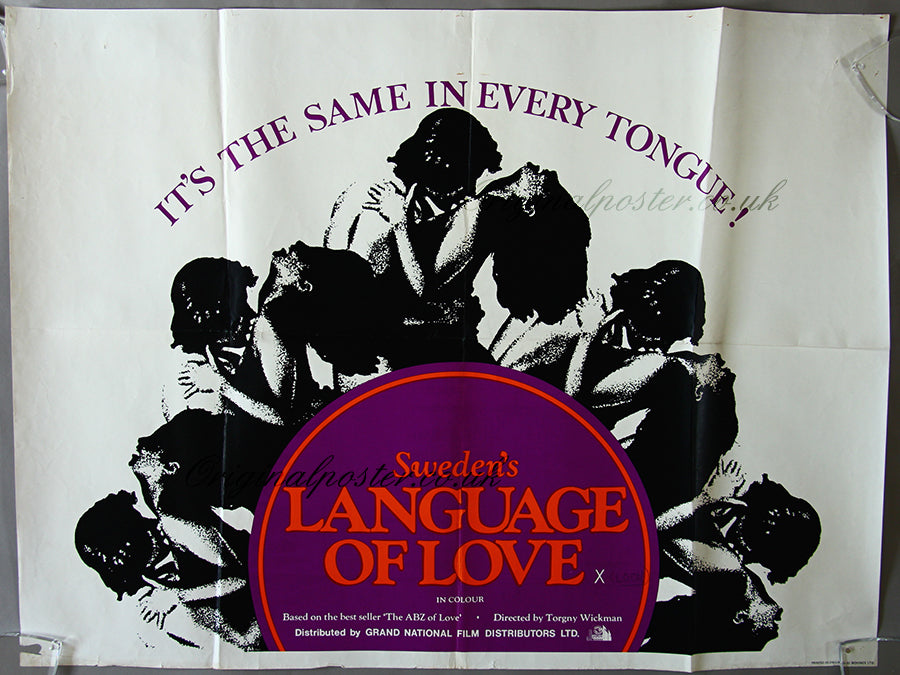 IT'S THE SAME IN EVERY TONGUE!
Originalposter.co.uk
Originalposter.co.uk
Sweden's
LANGUAGE
OF LOVE X
IN COLOUR
Based on the best seller 'The ABZ of Love' • Directed by Torgny Wickman
Distributed by GRAND NATIONAL FILM DISTRIBUTORS LTD.